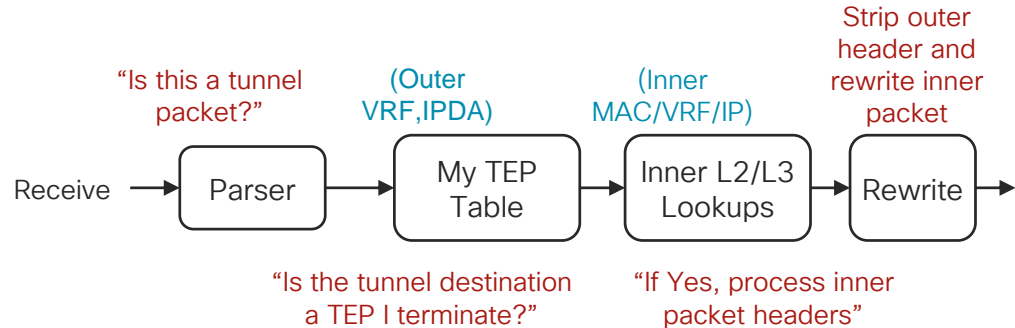 Strip outer
header and
rewrite inner
packet
“Is this a tunnel
packet?”
(Outer
VRF,IPDA)
(Inner
MAC/VRF/IP)
Receive
Parser
My TEP
Table
Inner L2/L3
Lookups
Rewrite
“Is the tunnel destination
a TEP I terminate?”
“If Yes, process inner
packet headers”